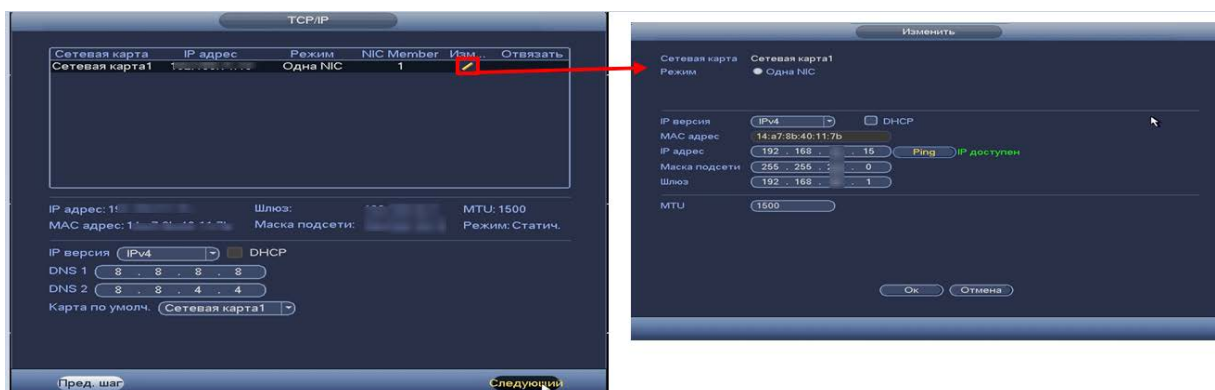 TCP/IP
Сетевая карта IP адрес Режим NIC Member Изм... Отвязать
Сетевая карта1 Одна NIC 1
IP адрес: Шлюз: MTU: 1500
MAC адрес: Маска подсети: Режим: Статич.
IP версия IPv4 DHCP
DNS 1 8 . 8 . 8 . 8
DNS 2 8 . 8 . 4 . 4
Карта по умолч. Сетевая карта1
Пред. шаг Следующий
Изменить
Сетевая карта Сетевая карта1
Режим Одна NIC
IP версия IPv4 DHCP
MAC адрес 14:a7:8b:40:11:7b
IP адрес 192 . 168 . . 15 Ping IP доступен
Маска подсети 255 . 255 . . 0
Шлюз 192 . 168 . . 1
MTU 1500
Ок Отмена